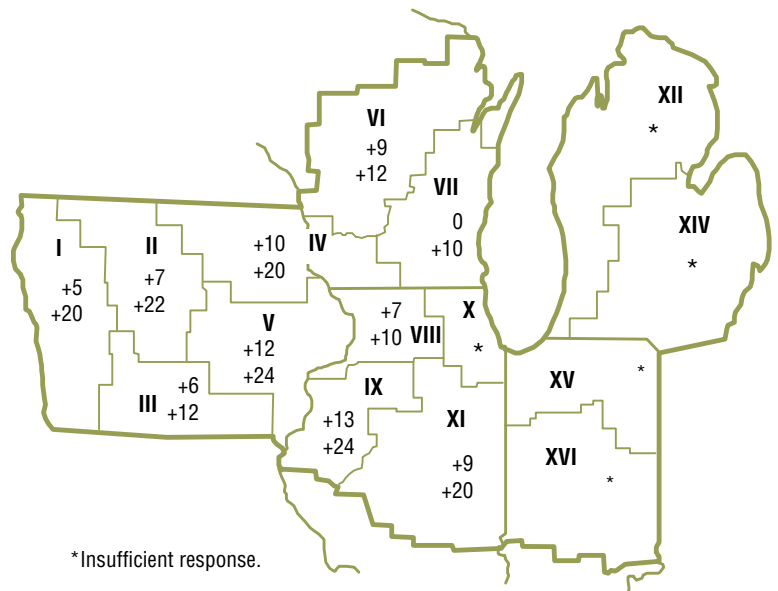 XII
*
VI
+9
+12
VII
0
+10
XIV
*
I
+5
+20
II
+7
+22
+10 IV
+20
V
+12
+24
+7
+10 VIII
X
*
III
+6
+12
IX
+13
+24
XI
+9
+20
XV *
XVI
*
*Insufficient response.